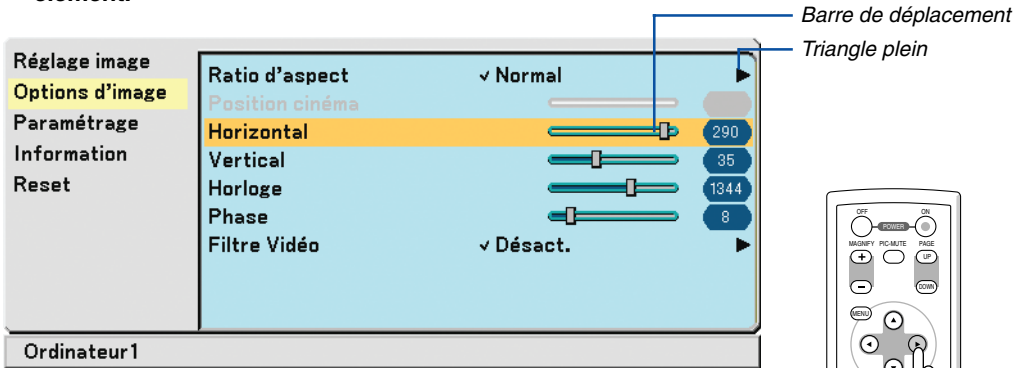 élément.
Barre de déplacement
Triangle plein
Réglage image
Options d'image
Paramétrage
Information
Reset
Ratio d'aspect ✓ Normal ▶
Position cinéma
Horizontal 290
Vertical 35
Horloge 1344
Phase 8
Filtre Vidéo ✓ Désact. ▶
Ordinateur1
OFF ON
POWER
MAGNIFY PIC-MUTE PAGE
+ UP
− DOWN
MENU